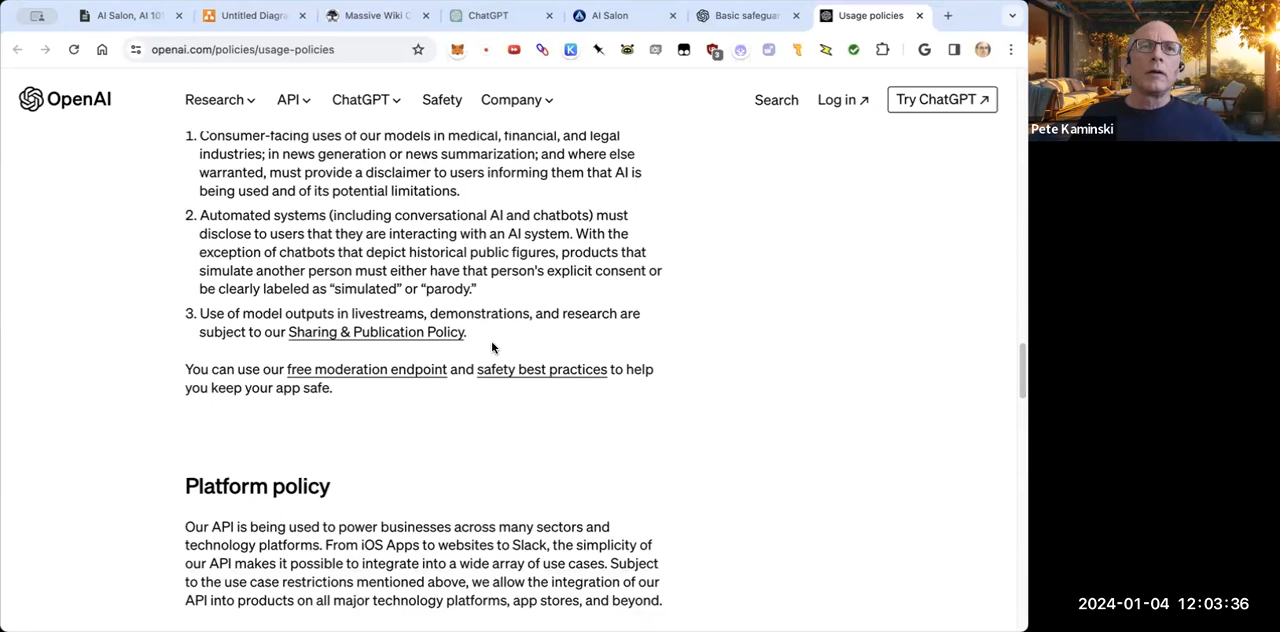 AI Salon, AI 10
Untitled Diagra
Massive Wiki C
ChatGPT
AI Salon
Basic safeguar
Usage policies
openai.com/policies/usage-policies
3
OpenAI
Research
API
ChatGPT
Safety
Company
Search
Log in ↗
Try ChatGPT ↗
Pete Kaminski
1. Consumer-facing uses of our models in medical, financial, and legal
industries; in news generation or news summarization; and where else
warranted, must provide a disclaimer to users informing them that AI is
being used and of its potential limitations.
2. Automated systems (including conversational AI and chatbots) must
disclose to users that they are interacting with an AI system. With the
exception of chatbots that depict historical public figures, products that
simulate another person must either have that person's explicit consent or
be clearly labeled as “simulated” or “parody.”
3. Use of model outputs in livestreams, demonstrations, and research are
subject to our Sharing & Publication Policy.
You can use our free moderation endpoint and safety best practices to help
you keep your app safe.
Platform policy
Our API is being used to power businesses across many sectors and
technology platforms. From iOS Apps to websites to Slack, the simplicity of
our API makes it possible to integrate into a wide array of use cases. Subject
to the use case restrictions mentioned above, we allow the integration of our
API into products on all major technology platforms, app stores, and beyond.
2024-01-04 12:03:36